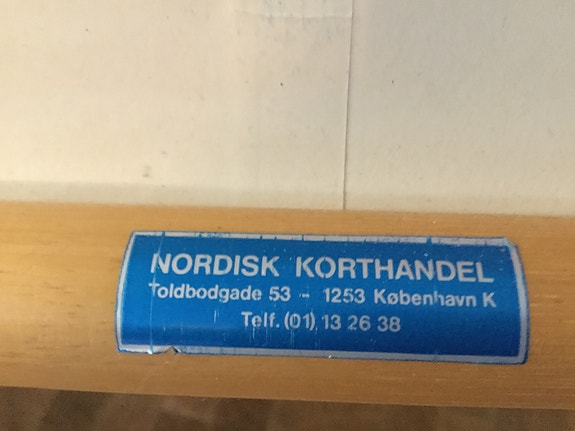 NORDISK KORTHANDEL
Toldbodgade 53 - 1253 København K
Telf. (01) 13 26 38